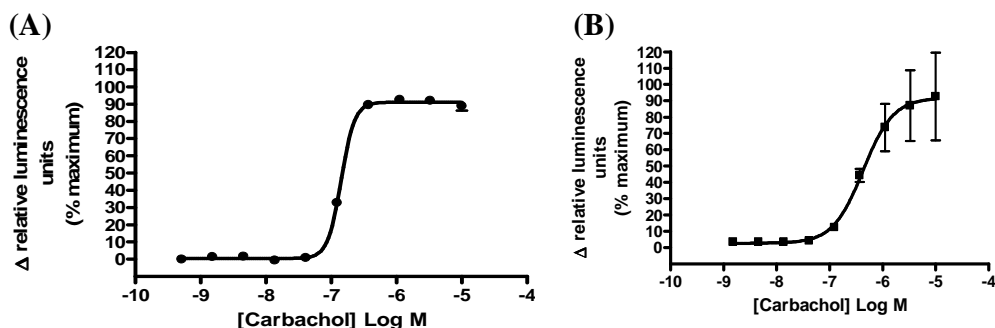 (A)
Δ relative luminescence
units
(% maximum)
120
110
100
90
80
70
60
50
40
30
20
10
0
-10 -9 -8 -7 -6 -5 -4
[Carbachol] Log M
(B)
Δ relative luminescence
units
(% maximum)
120
110
100
90
80
70
60
50
40
30
20
10
0
-10 -9 -8 -7 -6 -5 -4
[Carbachol] Log M